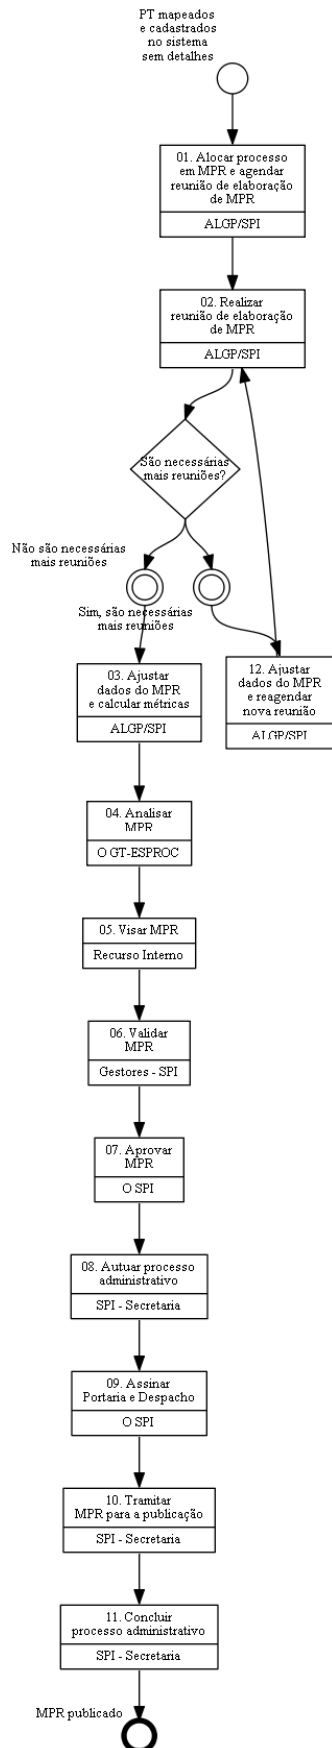 PT mapeados
e cadastrados
no sistema
sem detalhes
01. Alocar processo
em MPR e agendar
reunião de elaboração
de MPR
ALGP/SPI
02. Realizar
reunião de elaboração
de MPR
ALGP/SPI
São necessárias
mais reuniões?
Não são necessárias
mais reuniões
Sim, são necessárias
mais reuniões
03. Ajustar
dados do MPR
e calcular métricas
ALGP/SPI
12. Ajustar
dados do MPR
e reagendar
nova reunião
ALGP/SPI
04. Analisar
MPR
O GT-ESPROC
05. Visar MPR
Recurso Interno
06. Validar
MPR
Gestores - SPI
07. Aprovar
MPR
O SPI
08. Autuar processo
administrativo
SPI - Secretaria
09. Assinar
Portaria e Despacho
O SPI
10. Tramitar
MPR para a publicação
SPI - Secretaria
11. Concluir
processo administrativo
SPI - Secretaria
MPR publicado